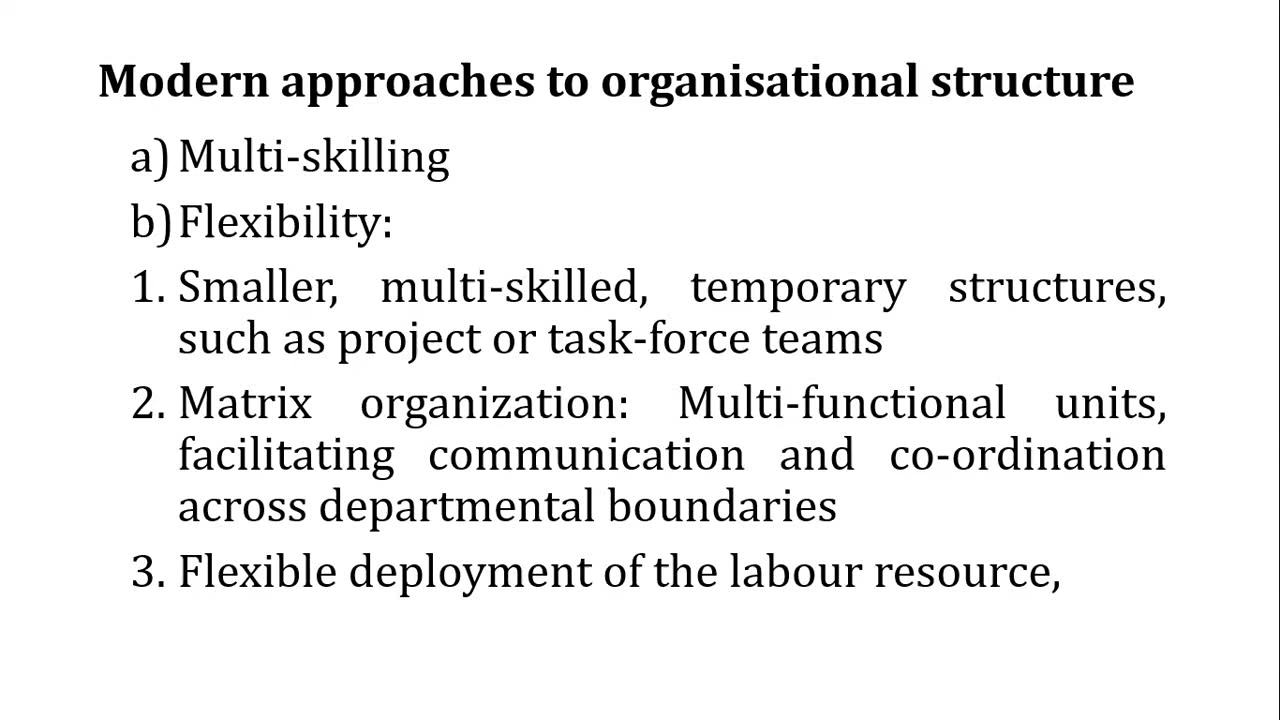 Modern approaches to organisational structure
a) Multi-skilling
b) Flexibility:
1. Smaller, multi-skilled, temporary structures,
such as project or task-force teams
2. Matrix organization: Multi-functional units,
facilitating communication and co-ordination
across departmental boundaries
3. Flexible deployment of the labour resource,